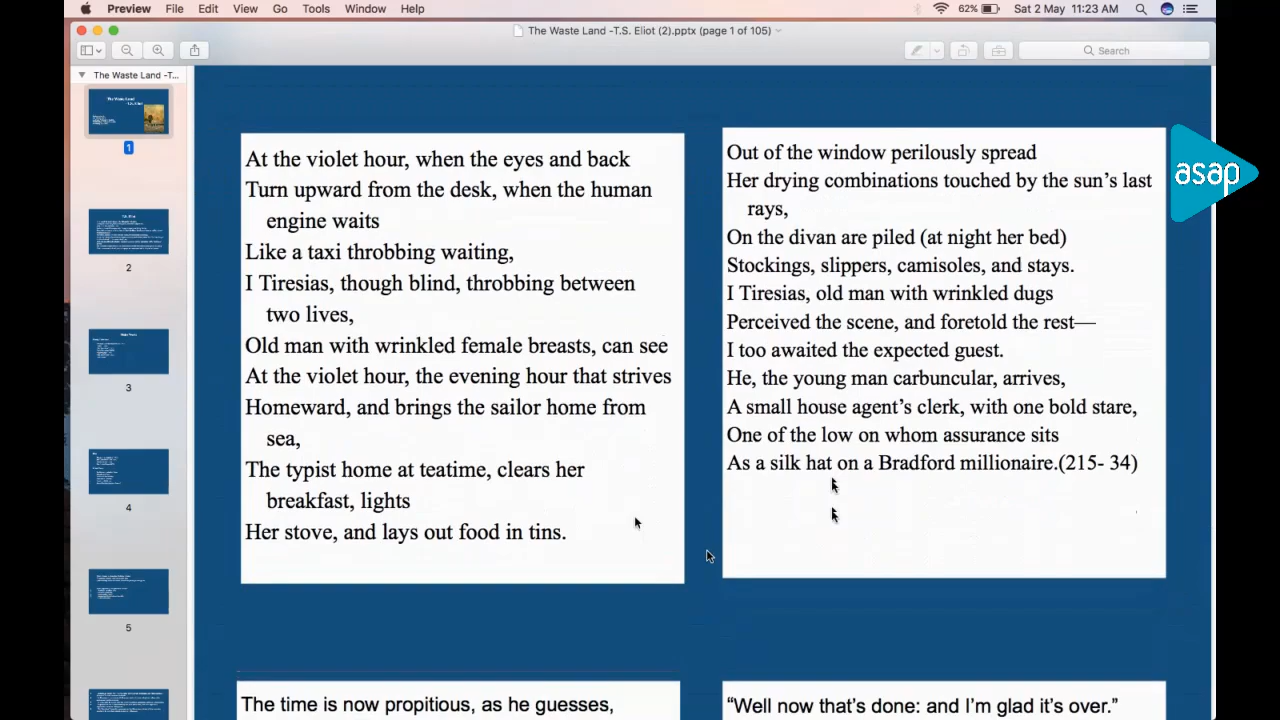 Preview File Edit View Go Tools Window Help
62% Sat 2 May 11:23 AM
The Waste Land -T.S. Eliot (2).pptx (page 1 of 105)
Search
The Waste Land -T...
1
2
3
4
5
At the violet hour, when the eyes and back
Turn upward from the desk, when the human
engine waits
Like a taxi throbbing waiting,
I Tiresias, though blind, throbbing between
two lives,
Old man with wrinkled female breasts, can see
At the violet hour, the evening hour that strives
Homeward, and brings the sailor home from
sea,
The typist home at teatime, clears her
breakfast, lights
Her stove, and lays out food in tins.
Out of the window perilously spread
Her drying combinations touched by the sun's last
rays,
On the divan are piled (at night her bed)
Stockings, slippers, camisoles, and stays.
I Tiresias, old man with wrinkled dugs
Perceived the scene, and foretold the rest—
I too awaited the expected guest.
He, the young man carbuncular, arrives,
A small house agent's clerk, with one bold stare,
One of the low on whom assurance sits
As a silk hat on a Bradford millionaire.(215- 34)
asap
The time is now propitious, as he guesses,
“Well now that's done: and I'm glad it's over.”